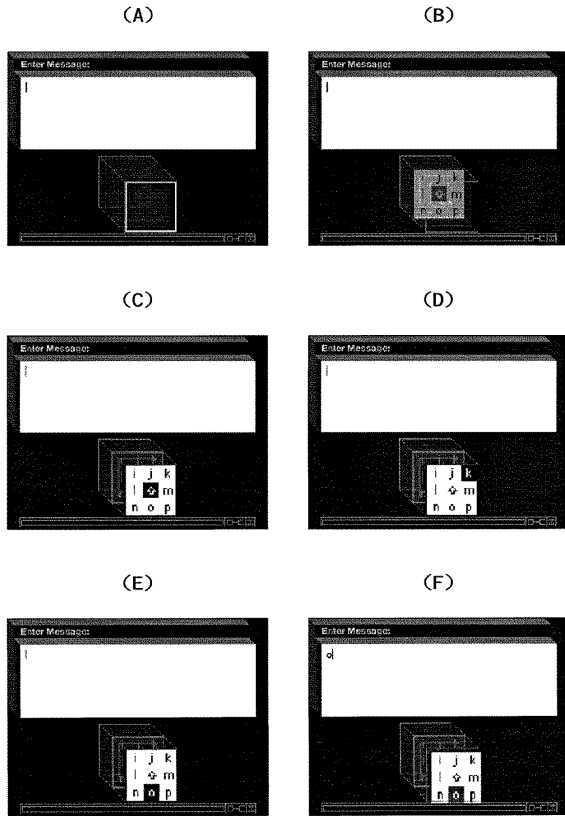 (A)
(B)
Enter Message:
Enter Message:
i j k
l m
n o p
(C)
(D)
Enter Message:
Enter Message:
i j k
l m
n o p
i j k
l m
n o p
(E)
(F)
Enter Message:
Enter Message:
o
i j k
l m
n o p
i j k
l m
n o p